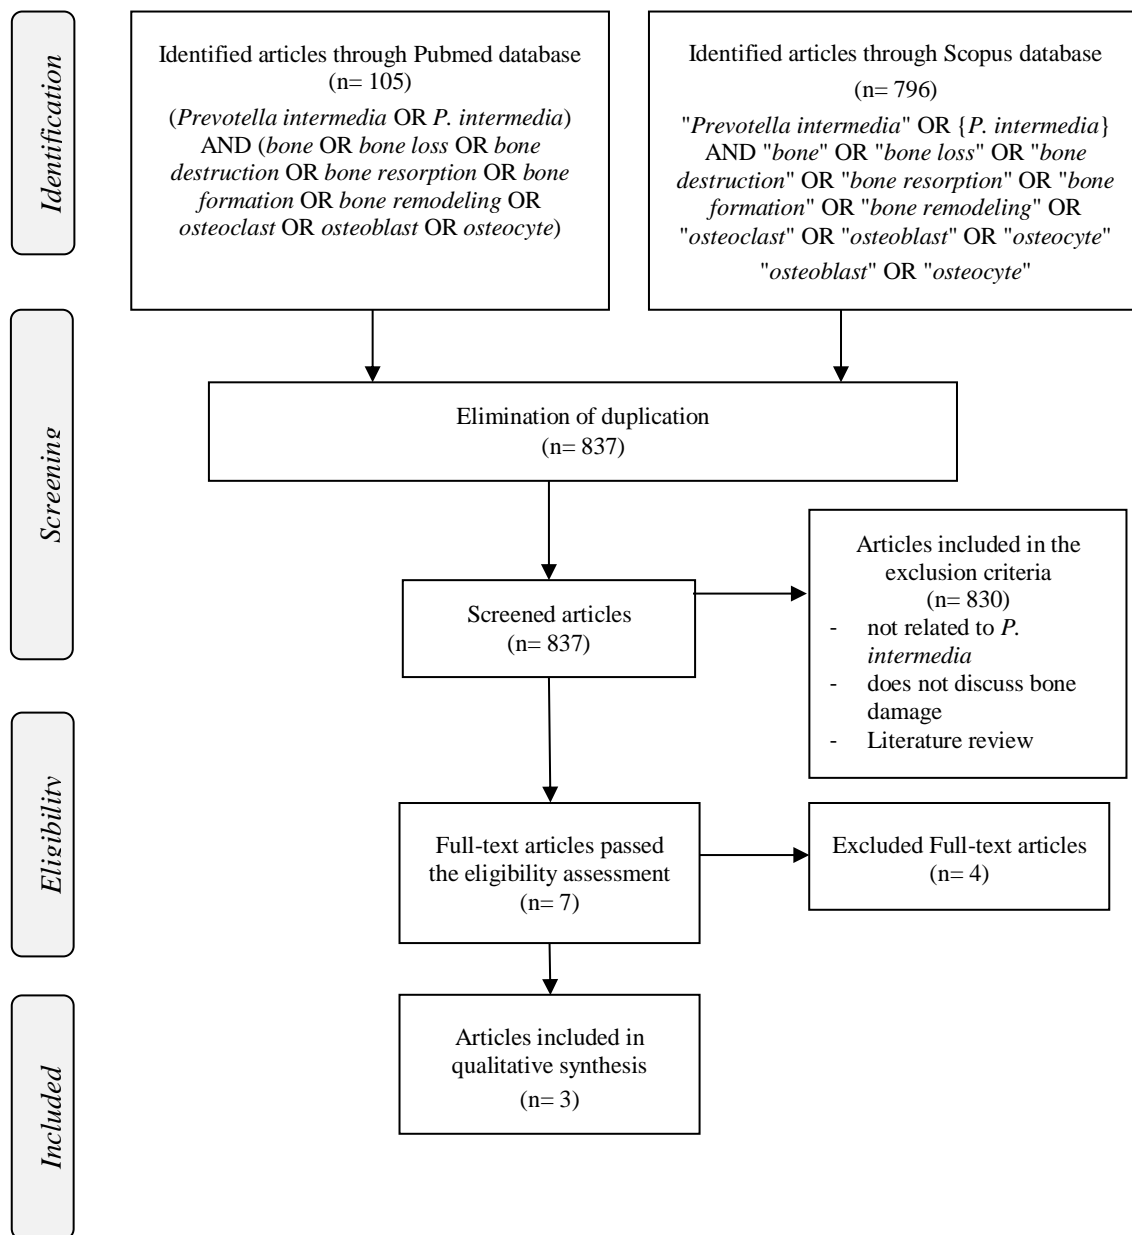 Identification
Identified articles through Pubmed database
(n= 105)
(Prevotella intermedia OR P. intermedia)
AND (bone OR bone loss OR bone
destruction OR bone resorption OR bone
formation OR bone remodeling OR
osteoclast OR osteoblast OR osteocyte)
Identified articles through Scopus database
(n= 796)
"Prevotella intermedia" OR {P. intermedia}
AND "bone" OR "bone loss" OR "bone
destruction" OR "bone resorption" OR "bone
formation" OR "bone remodeling" OR
"osteoclast" OR "osteoblast" OR "osteocyte"
"osteoblast" OR "osteocyte"
Screening
Elimination of duplication
(n= 837)
Screened articles
(n= 837)
Articles included in the
exclusion criteria
(n= 830)
- not related to P.
intermedia
- does not discuss bone
damage
- Literature review
Eligibility
Full-text articles passed
the eligibility assessment
(n= 7)
Excluded Full-text articles
(n= 4)
Included
Articles included in
qualitative synthesis
(n= 3)